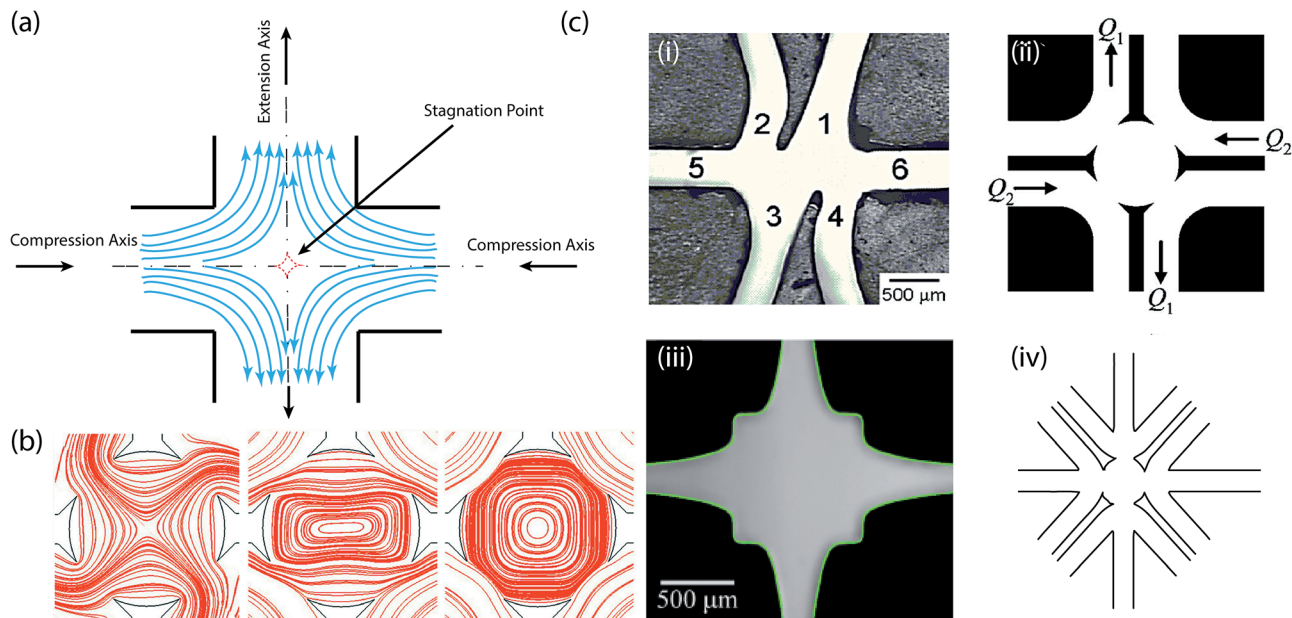 (a)
Extension Axis
Stagnation Point
Compression Axis
Compression Axis
(b)
(c)
(i)
2
1
5
6
3
4
500 µm
(ii)
Q1
Q2
Q2
Q1
(iii)
500 µm
(iv)